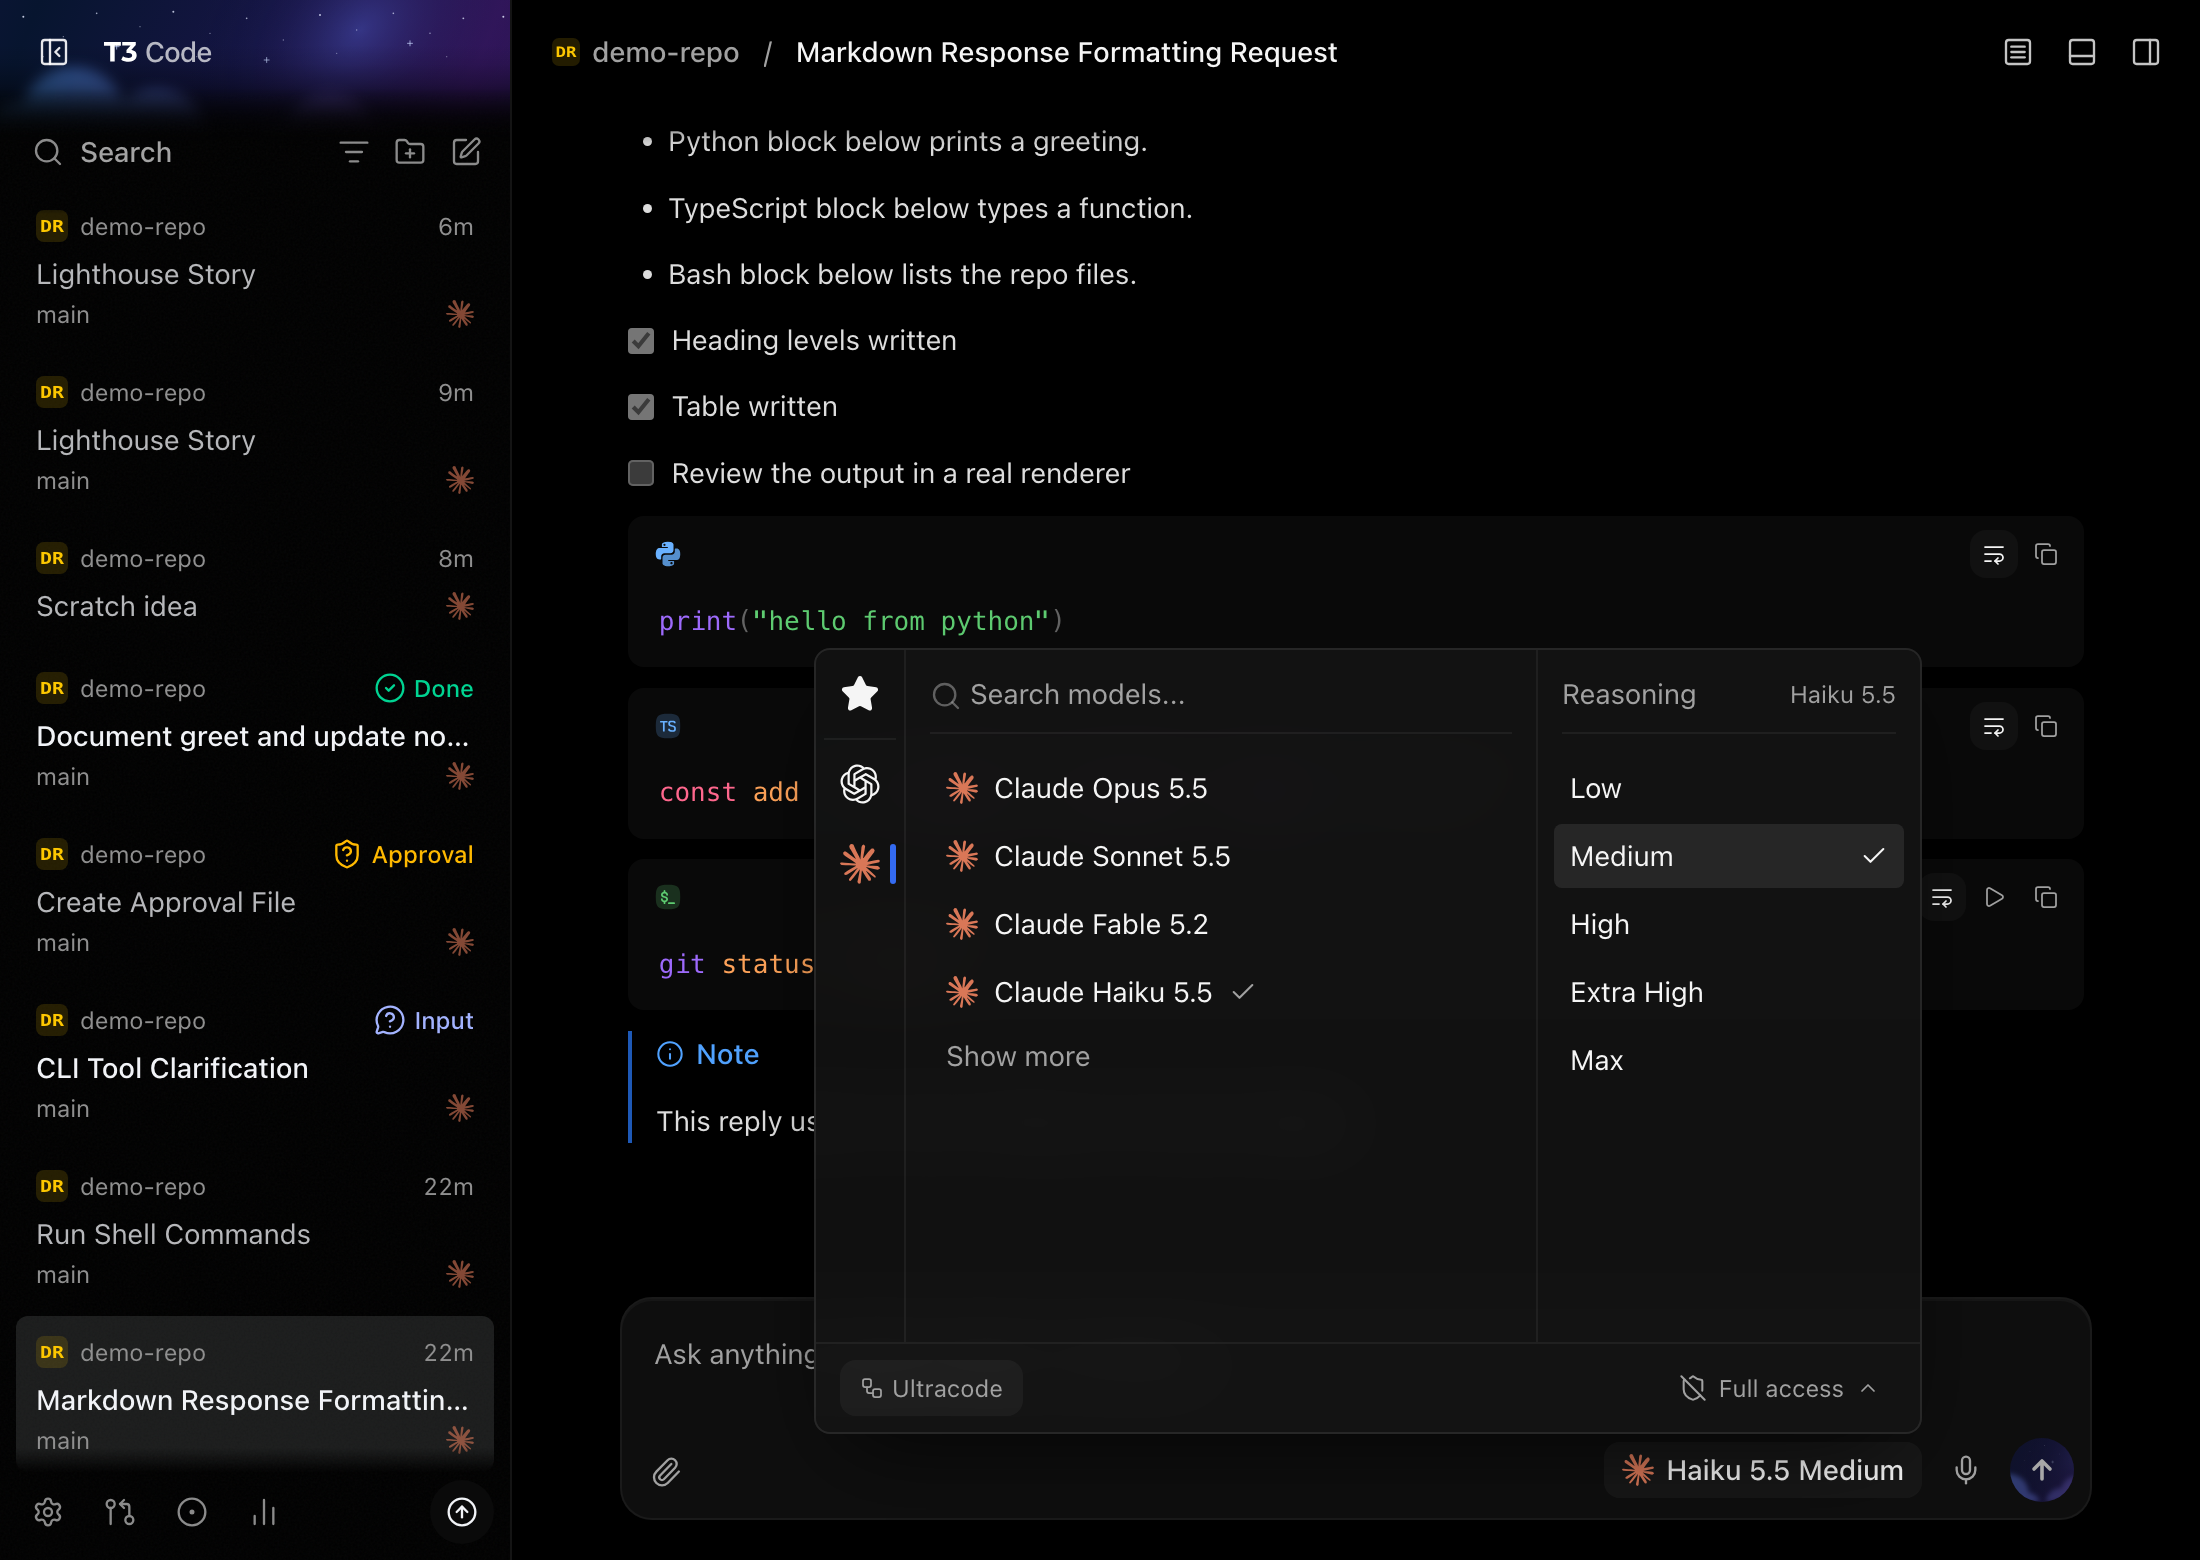 T3 Code
Search
DR demo-repo 6m
Lighthouse Story
main
DR demo-repo 9m
Lighthouse Story
main
DR demo-repo 8m
Scratch idea
DR demo-repo Done
Document greet and update no...
main
DR demo-repo Approval
Create Approval File
main
DR demo-repo Input
CLI Tool Clarification
main
DR demo-repo 22m
Run Shell Commands
main
DR demo-repo 22m
Markdown Response Formattin...
main
DR demo-repo / Markdown Response Formatting Request
• Python block below prints a greeting.
• TypeScript block below types a function.
• Bash block below lists the repo files.
Heading levels written
Table written
Review the output in a real renderer
print("hello from python")
TS
const add
$_
git status
Note
This reply us
Search models...
Claude Opus 5.5
Claude Sonnet 5.5
Claude Fable 5.2
Claude Haiku 5.5
Show more
Reasoning Haiku 5.5
Low
Medium
High
Extra High
Max
Ultracode
Full access
Ask anything
Haiku 5.5 Medium